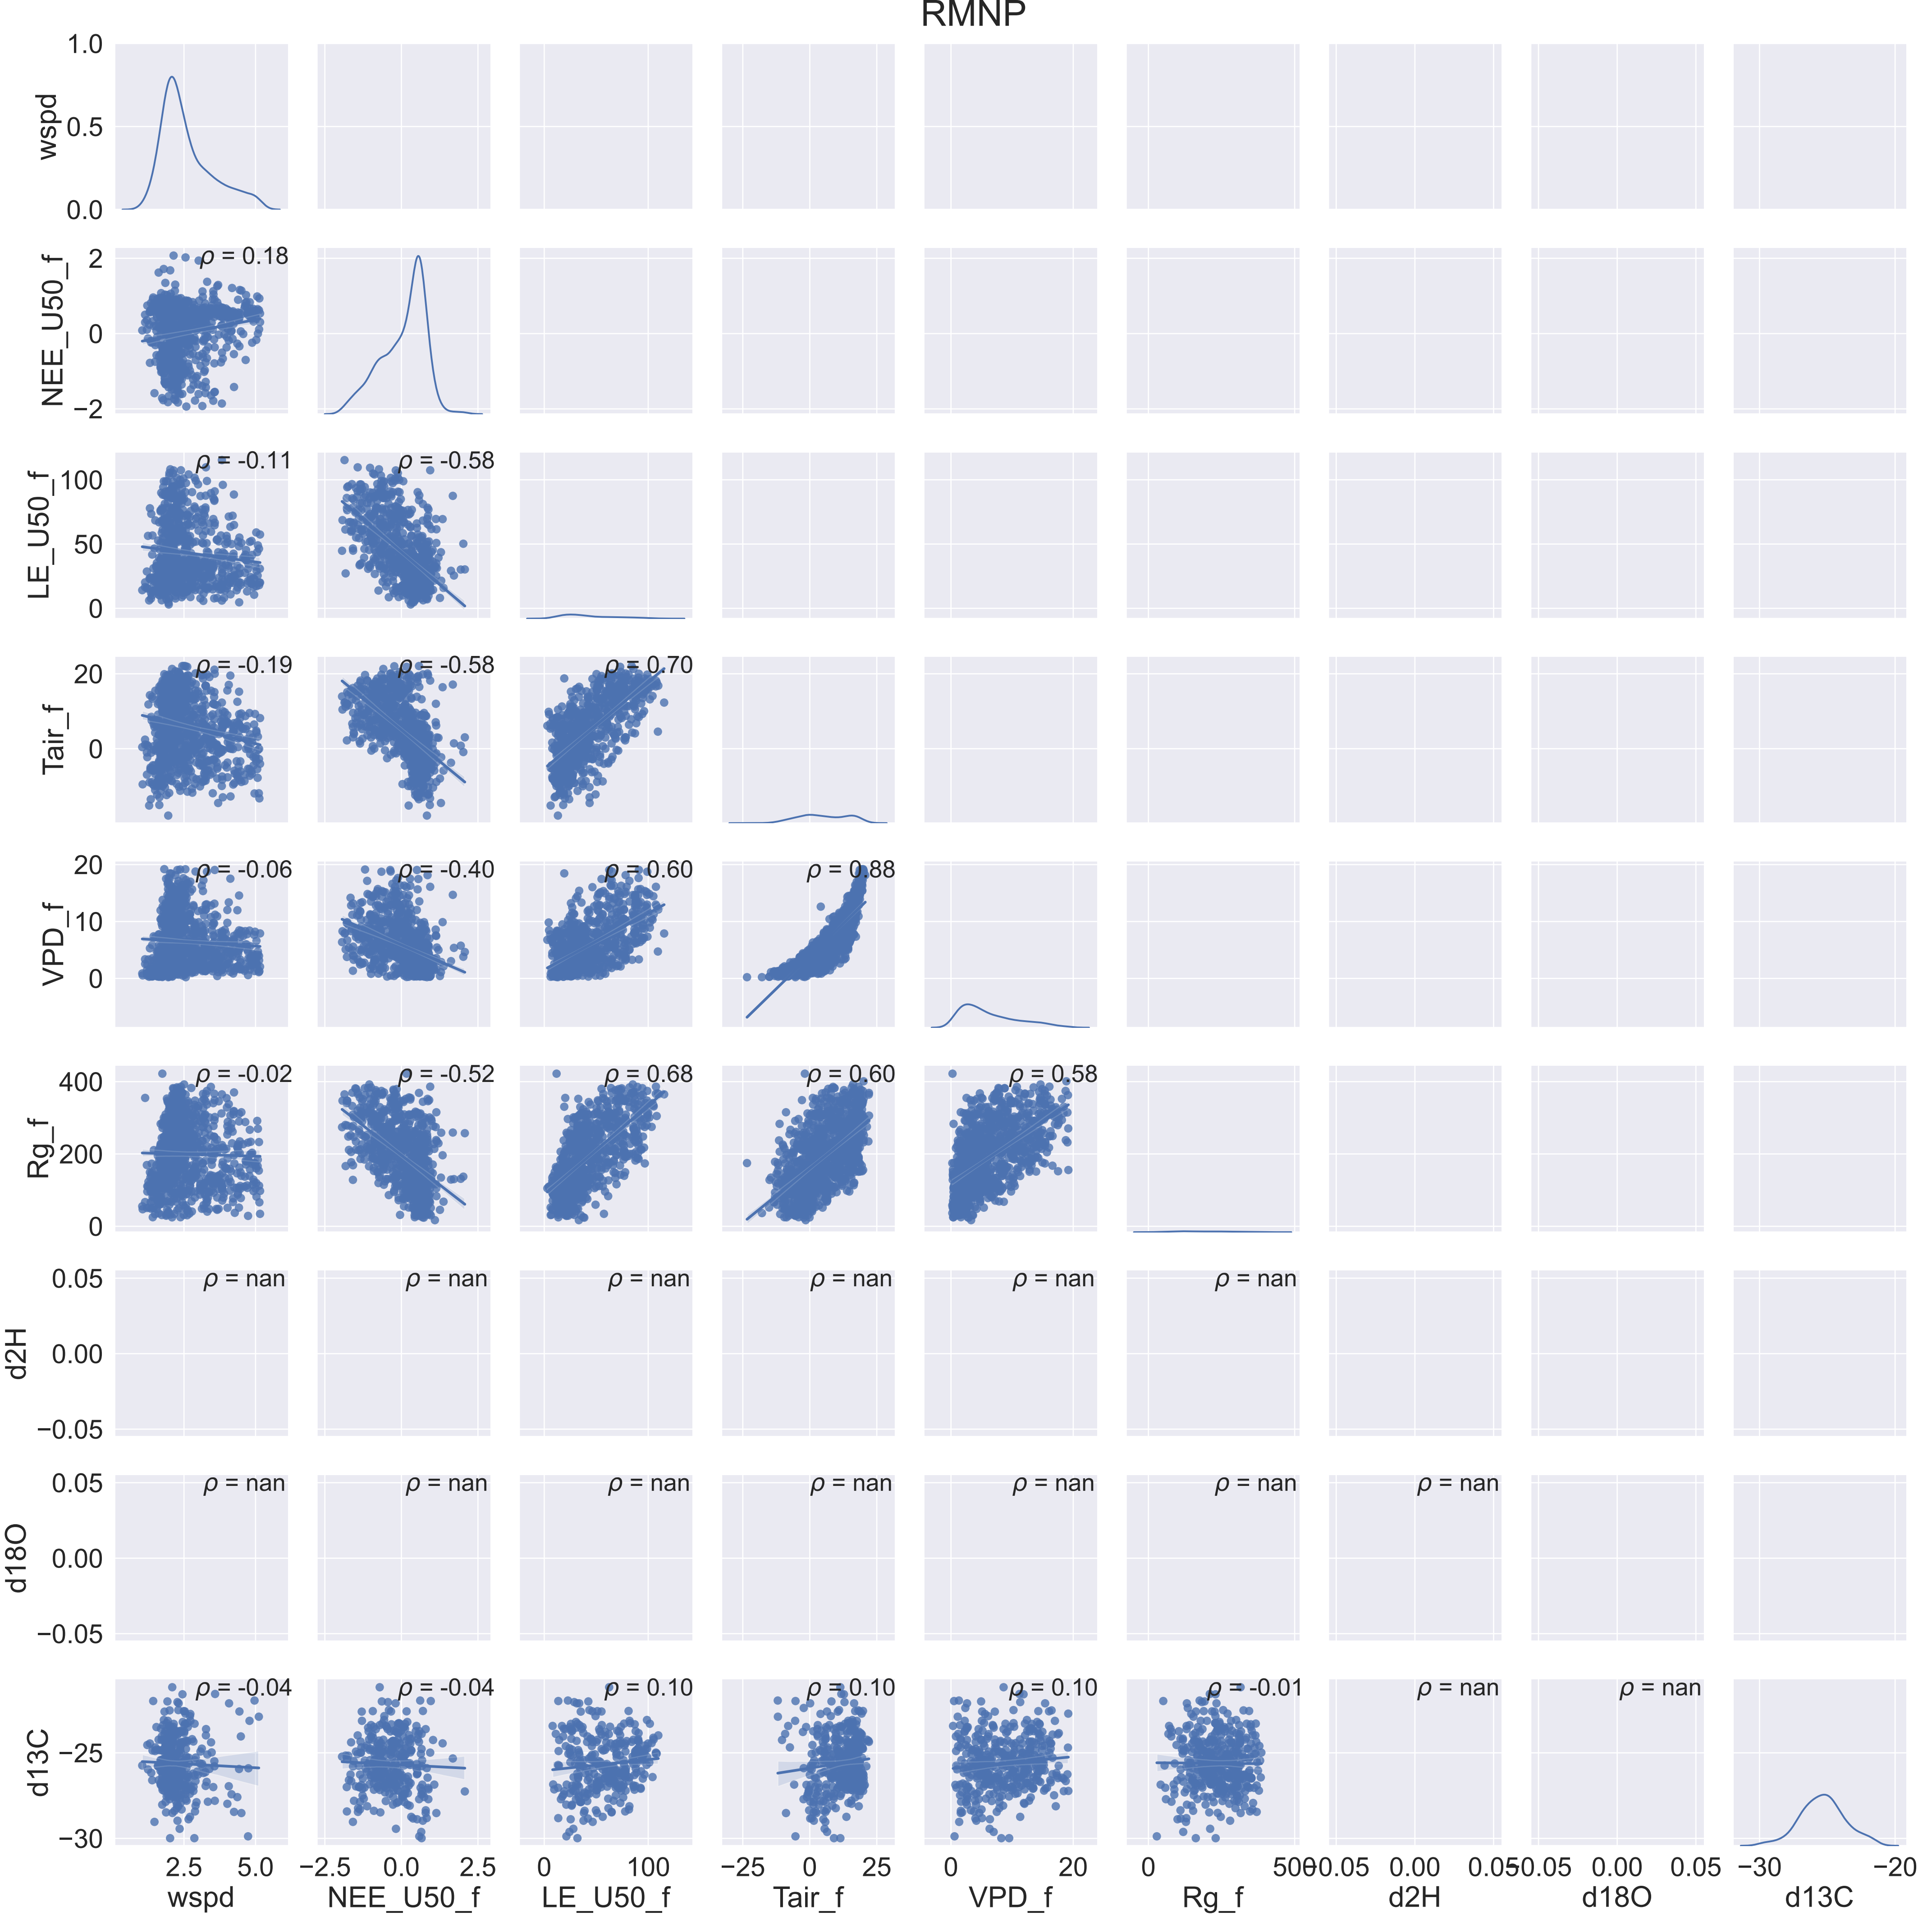 RMNP
1.0
0.5
0.0
wspd
ρ = 0.18
2
0
−2
NEE_U50_f
ρ = -0.11 ρ = -0.58
100
50
0
LE_U50_f
ρ = -0.19 ρ = -0.58 ρ = 0.70
20
0
Tair_f
ρ = -0.06 ρ = -0.40 ρ = 0.60 ρ = 0.88
20
10
0
VPD_f
ρ = -0.02 ρ = -0.52 ρ = 0.68 ρ = 0.60 ρ = 0.58
400
200
0
Rg_f
ρ = nan ρ = nan ρ = nan ρ = nan ρ = nan ρ = nan
0.05
0.00
−0.05
d2H
ρ = nan ρ = nan ρ = nan ρ = nan ρ = nan ρ = nan ρ = nan
0.05
0.00
−0.05
d18O
ρ = -0.04 ρ = -0.04 ρ = 0.10 ρ = 0.10 ρ = 0.10 ρ = -0.01 ρ = nan ρ = nan
−25
−30
d13C
2.5 5.0 −2.5 0.0 2.5 0 100 −25 0 25 0 20 0 500 −0.05 0.00 0.05 −0.05 0.00 0.05 −30 −20
wspd NEE_U50_f LE_U50_f Tair_f VPD_f Rg_f d2H d18O d13C